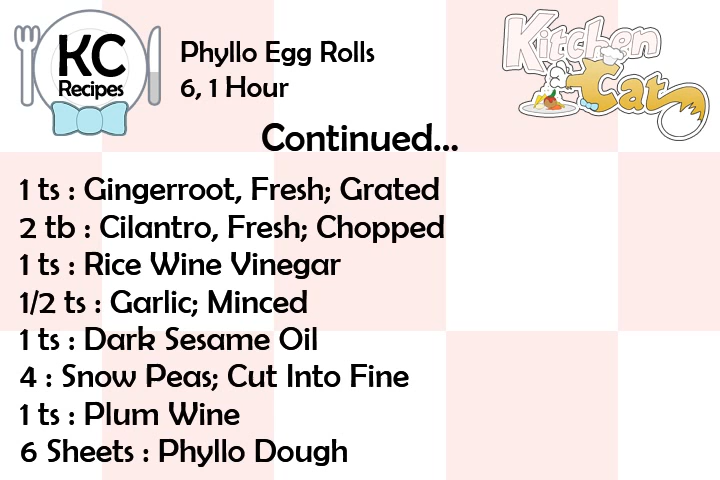 KC
Recipes
Phyllo Egg Rolls
6, 1 Hour
Kitchen
Cat
Continued...
1 ts : Gingerroot, Fresh; Grated
2 tb : Cilantro, Fresh; Chopped
1 ts : Rice Wine Vinegar
1/2 ts : Garlic; Minced
1 ts : Dark Sesame Oil
4 : Snow Peas; Cut Into Fine
1 ts : Plum Wine
6 Sheets : Phyllo Dough